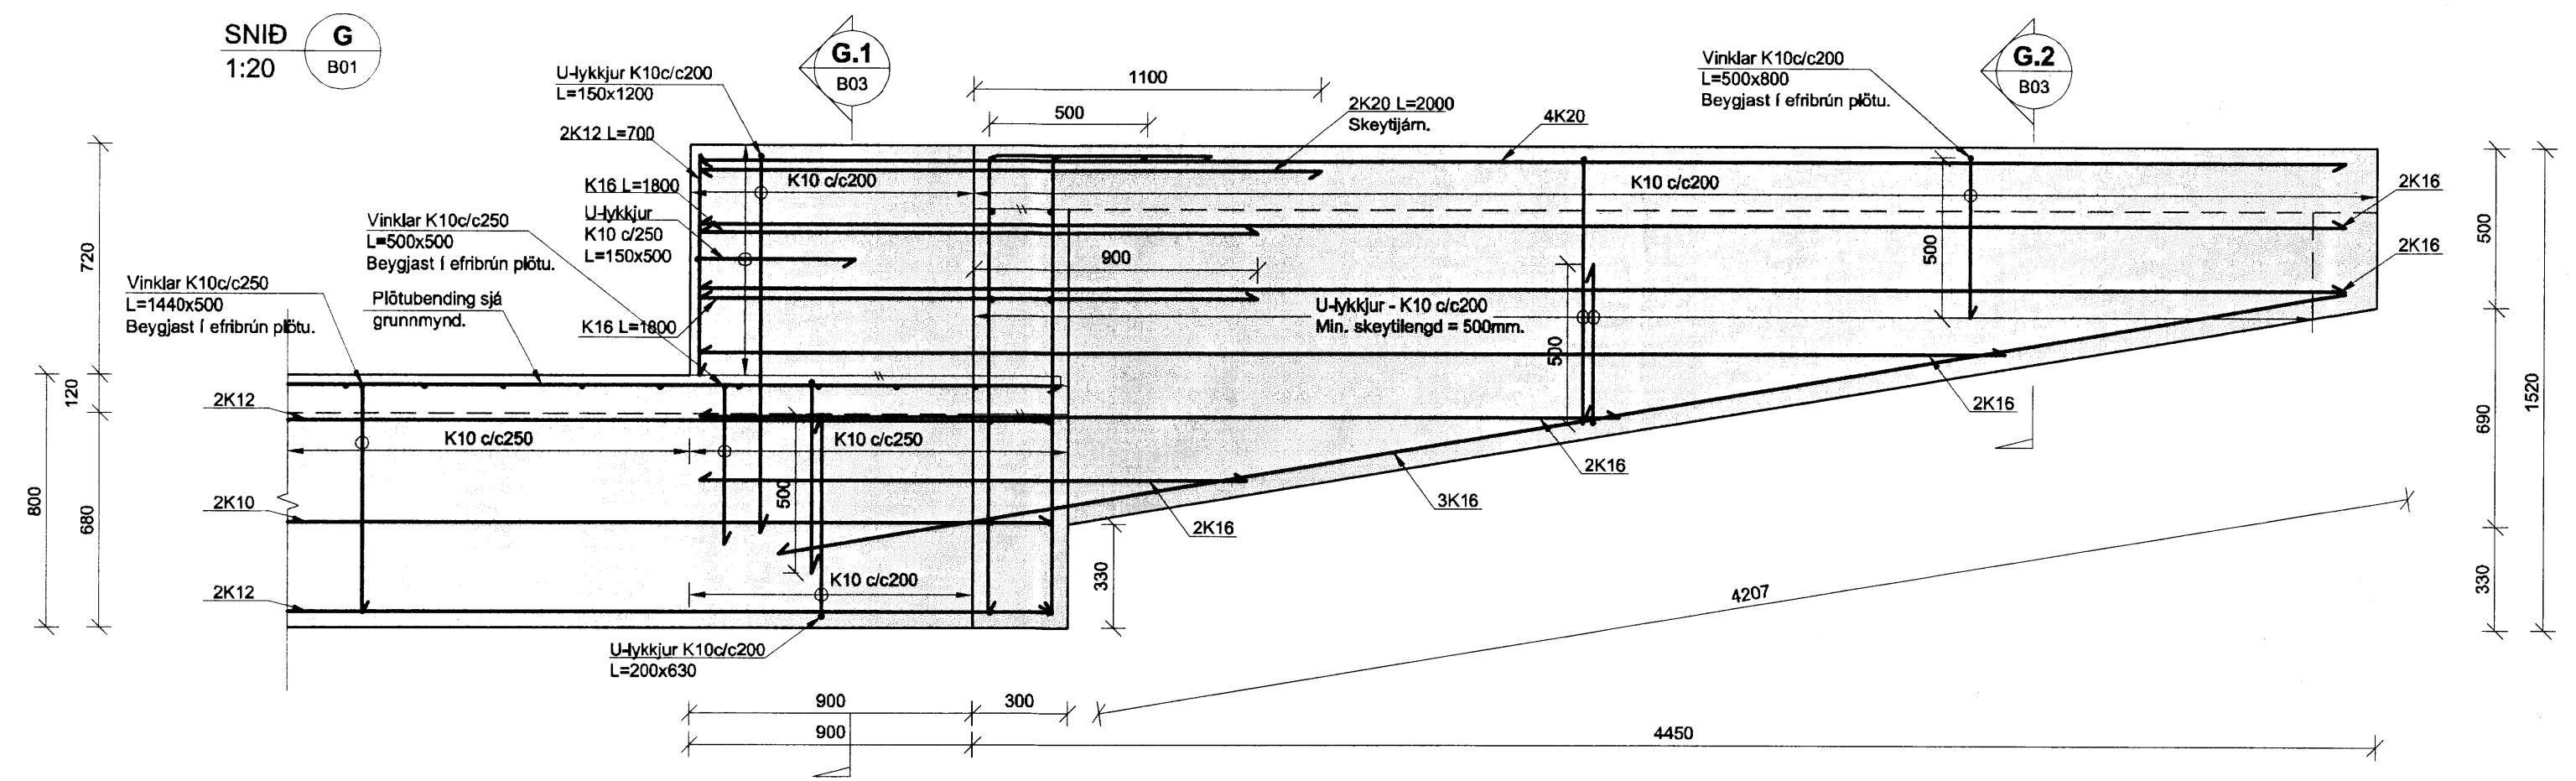 SNIÐ
1:20
G
B01
G.1
B03
G.2
B03
U-lykkjur K10c/c200
L=150x1200
2K12 L=700
K16 L=1800
U-lykkjur
K10 c/250
L=150x500
K16 L=1800
Vinklar K10c/c250
L=500x500
Beygjast í efribrún plötu.
Plötubending sjá
grunnmynd.
Vinklar K10c/c250
L=1440x500
Beygjast í efribrún plötu.
1100
500
2K20 L=2000
Skeytijárn.
4K20
Vinklar K10c/c200
L=500x800
Beygjast í efribrún plötu.
K10 c/c200
K10 c/c200
2K16
2K16
900
500
U-lykkjur - K10 c/c200
Min. skeytilengd = 500mm.
500
2K16
2K16
3K16
2K16
720
120
800
680
2K12
K10 c/c250
K10 c/c250
2K10
500
2K12
K10 c/c200
330
U-lykkjur K10c/c200
L=200x630
4207
500
690
330
1520
900
300
900
4450